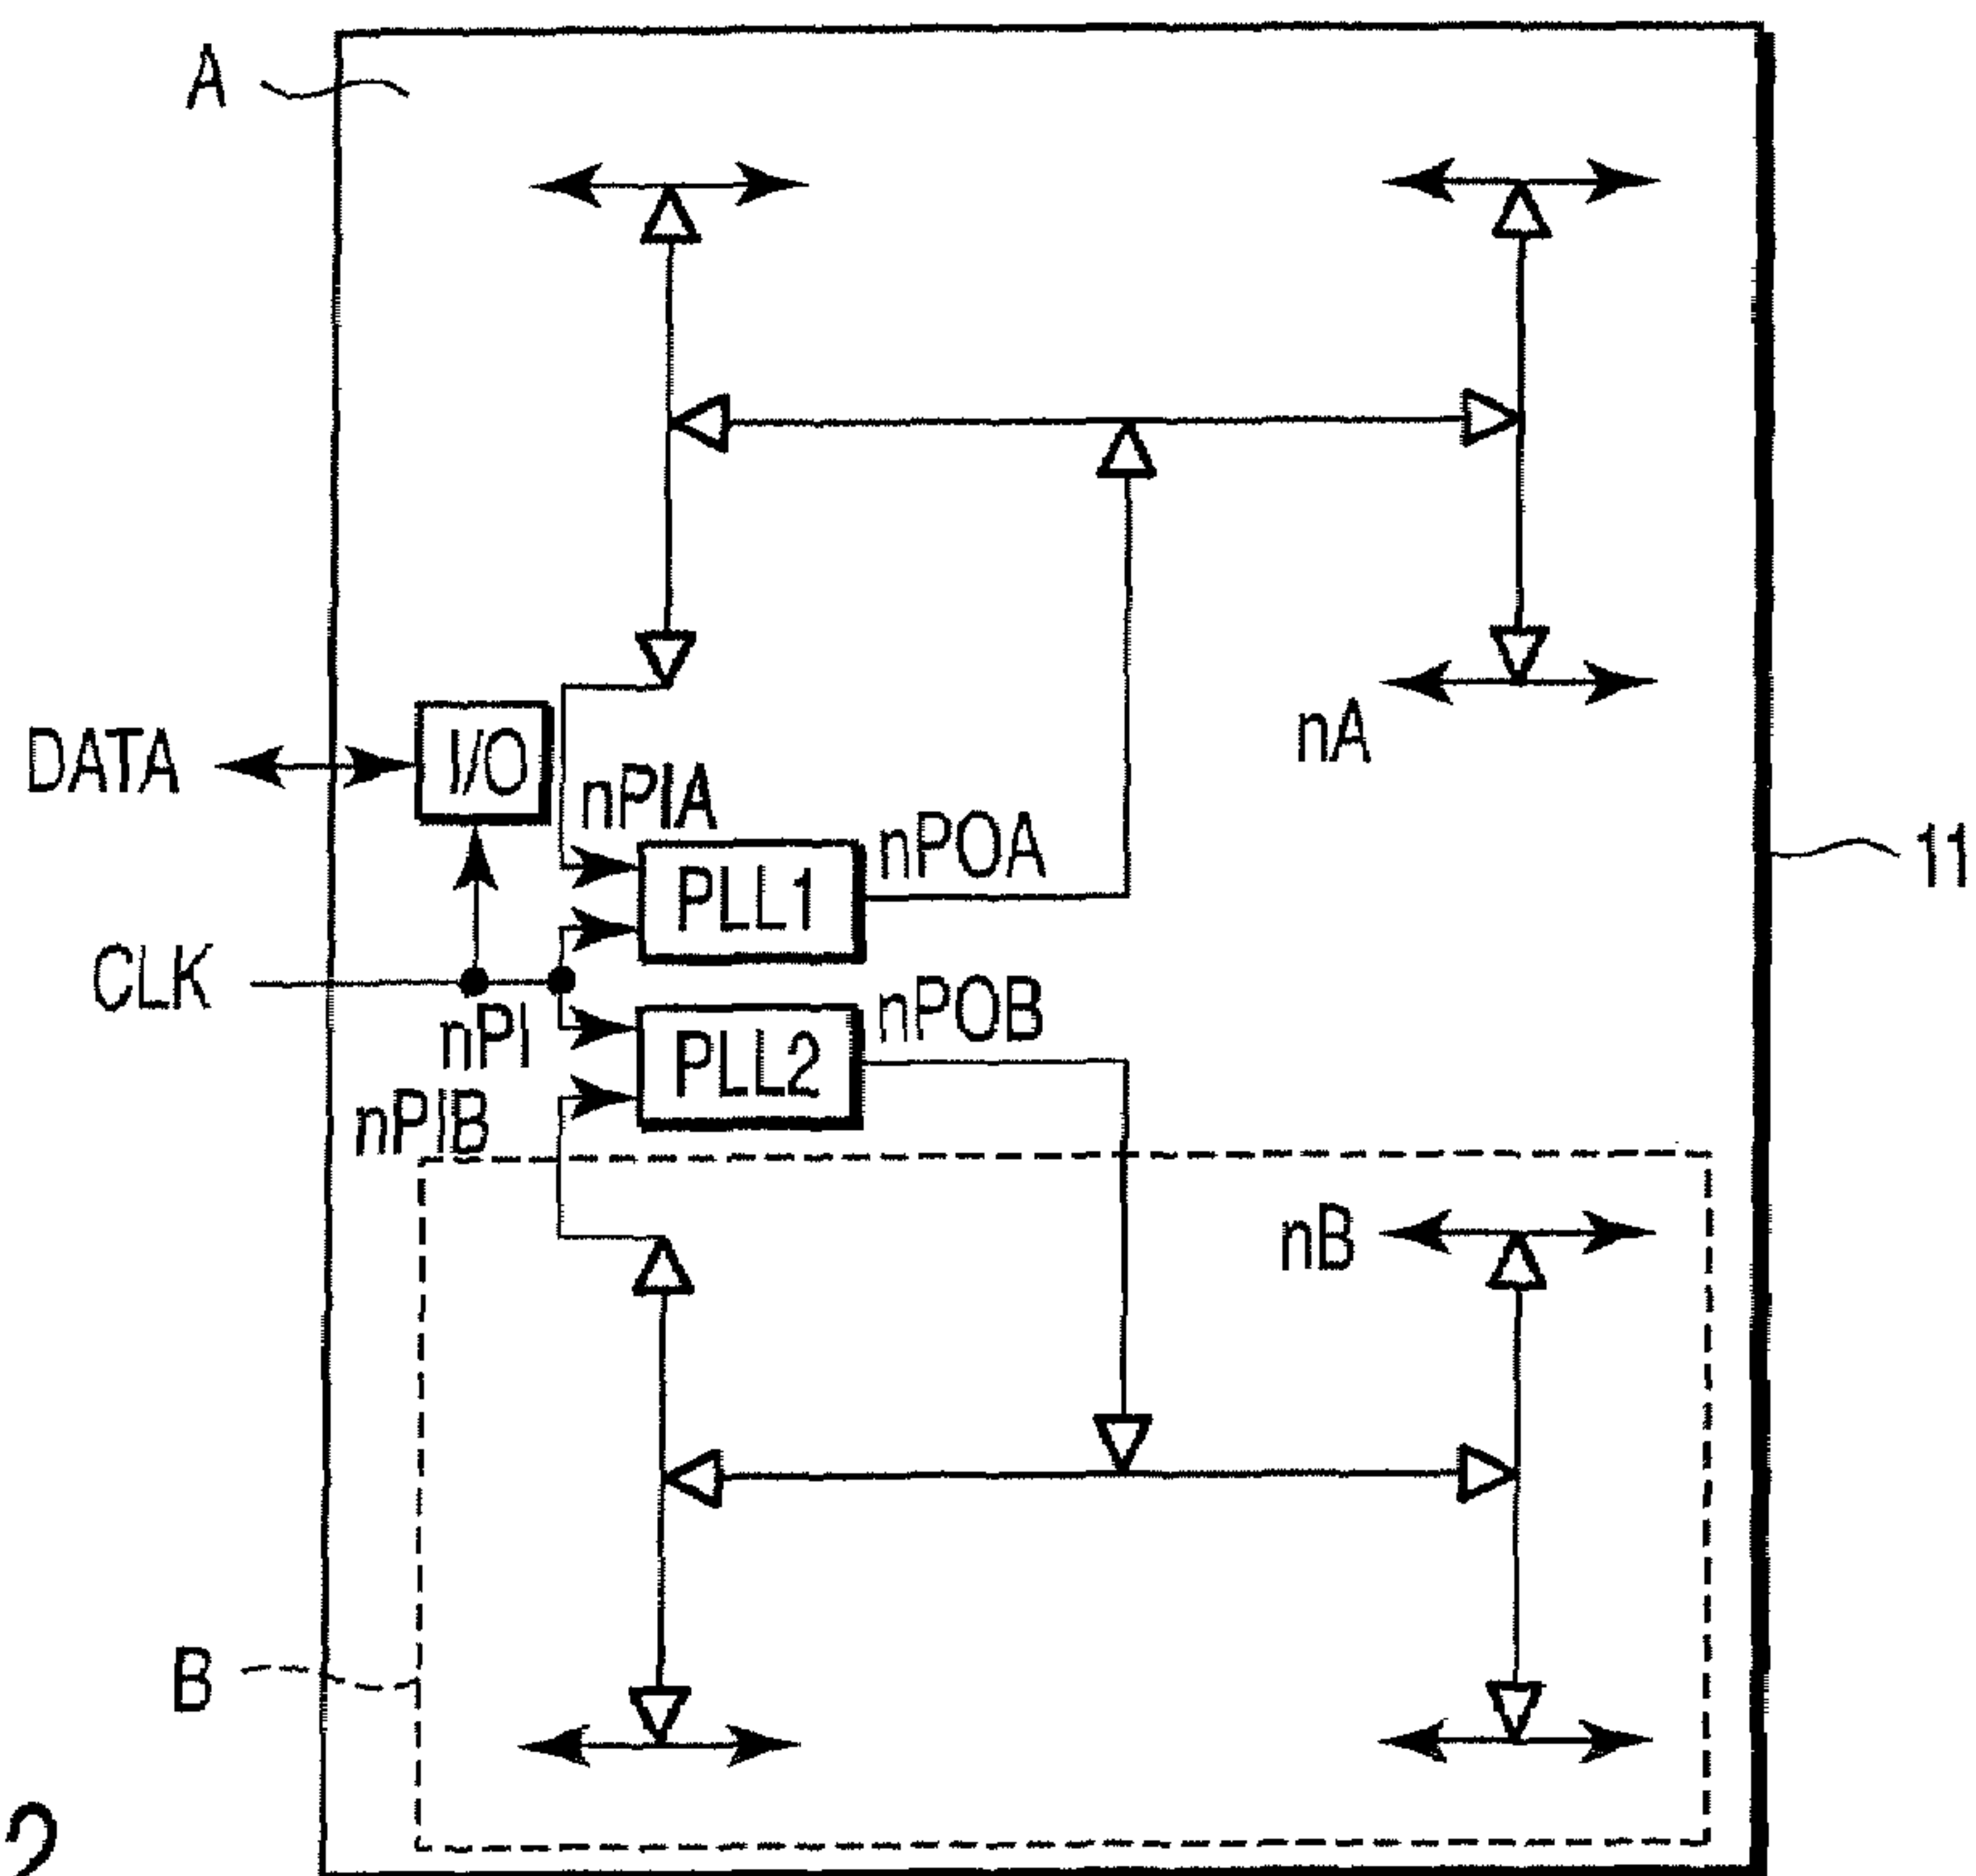 A
DATA
I/O
nPIA
nA
nPOA
11
PLL1
CLK
nPI
nPOB
PLL2
nPIB
nB
B
2